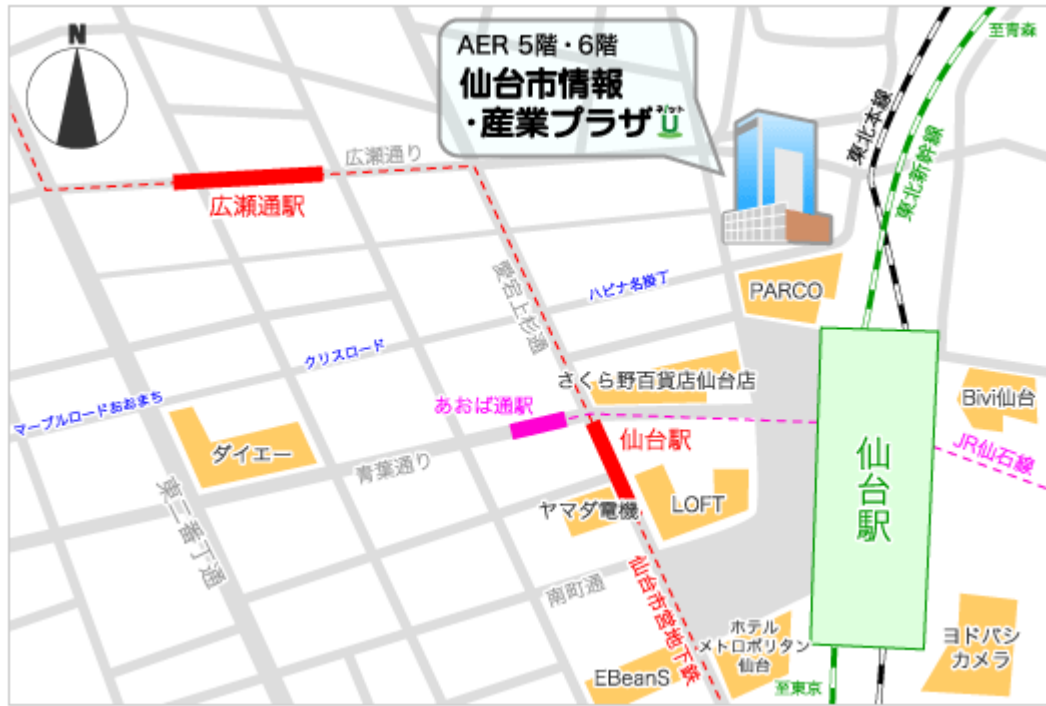 N
AER 5階・6階
仙台市情報
・産業プラザ
ネ!ット
U
至青森
東北本線
東北新幹線
広瀬通り
広瀬通駅
愛宕上杉通
ハピナ名掛丁
PARCO
クリスロード
さくら野百貨店仙台店
マーブルロードおおまち
あおば通駅
Bivi仙台
ダイエー
青葉通り
仙台駅
JR仙石線
仙台駅
LOFT
ヤマダ電機
東二番丁通
南町通
仙台市営地下鉄
ホテル
メトロポリタン
仙台
ヨドバシ
カメラ
EBeanS
至東京